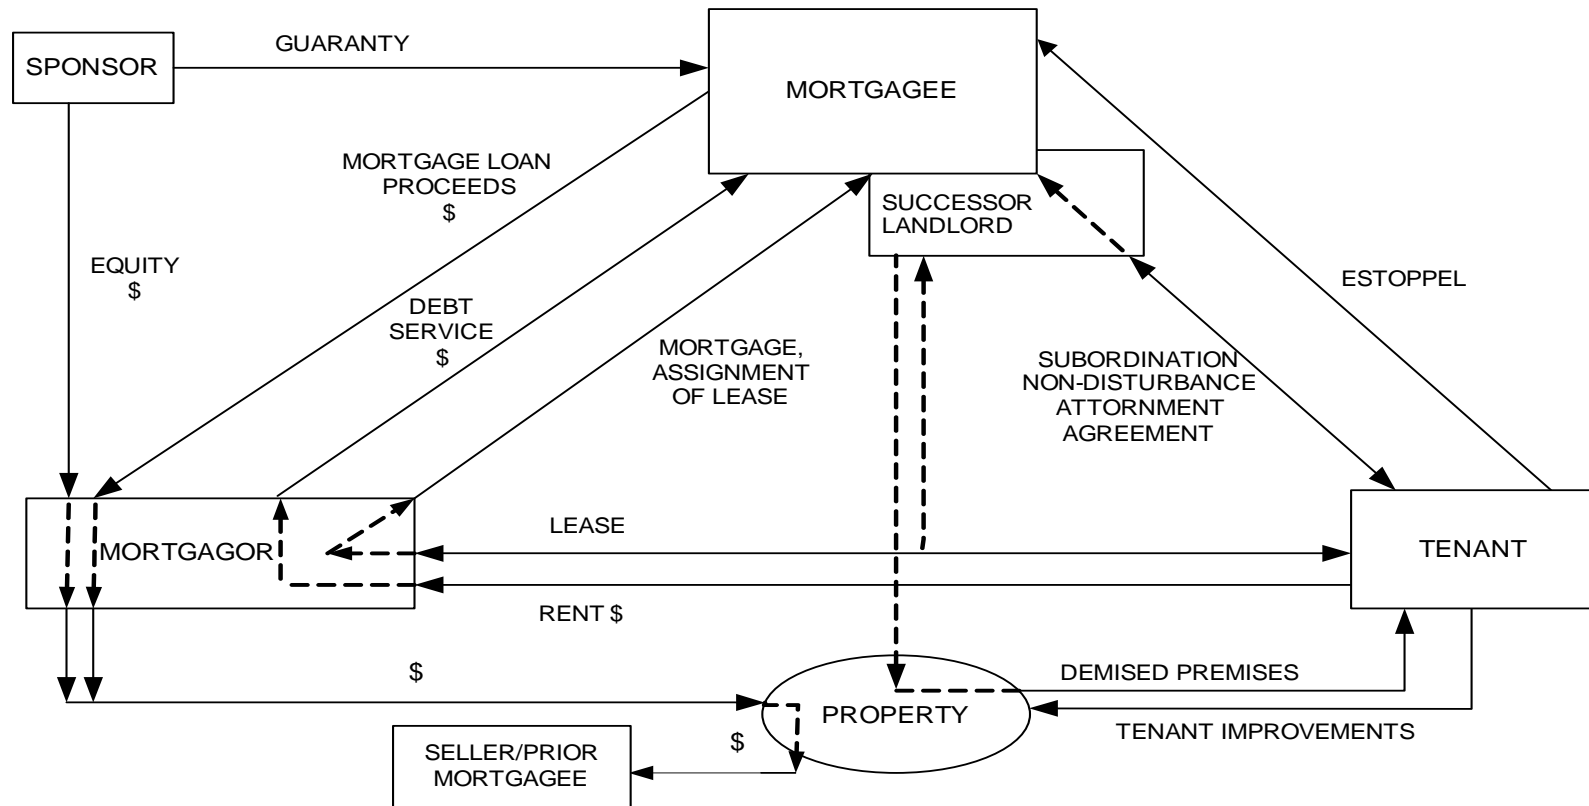 GUARANTY
SPONSOR
MORTGAGEE
MORTGAGE LOAN
PROCEEDS
$
SUCCESSOR
LANDLORD
EQUITY
$
ESTOPPEL
DEBT
SERVICE
$
MORTGAGE,
ASSIGNMENT
OF LEASE
SUBORDINATION
NON-DISTURBANCE
ATTORNMENT
AGREEMENT
LEASE
MORTGAGOR
TENANT
RENT $
$
DEMISED PREMISES
PROPERTY
TENANT IMPROVEMENTS
$
SELLER/PRIOR
MORTGAGEE